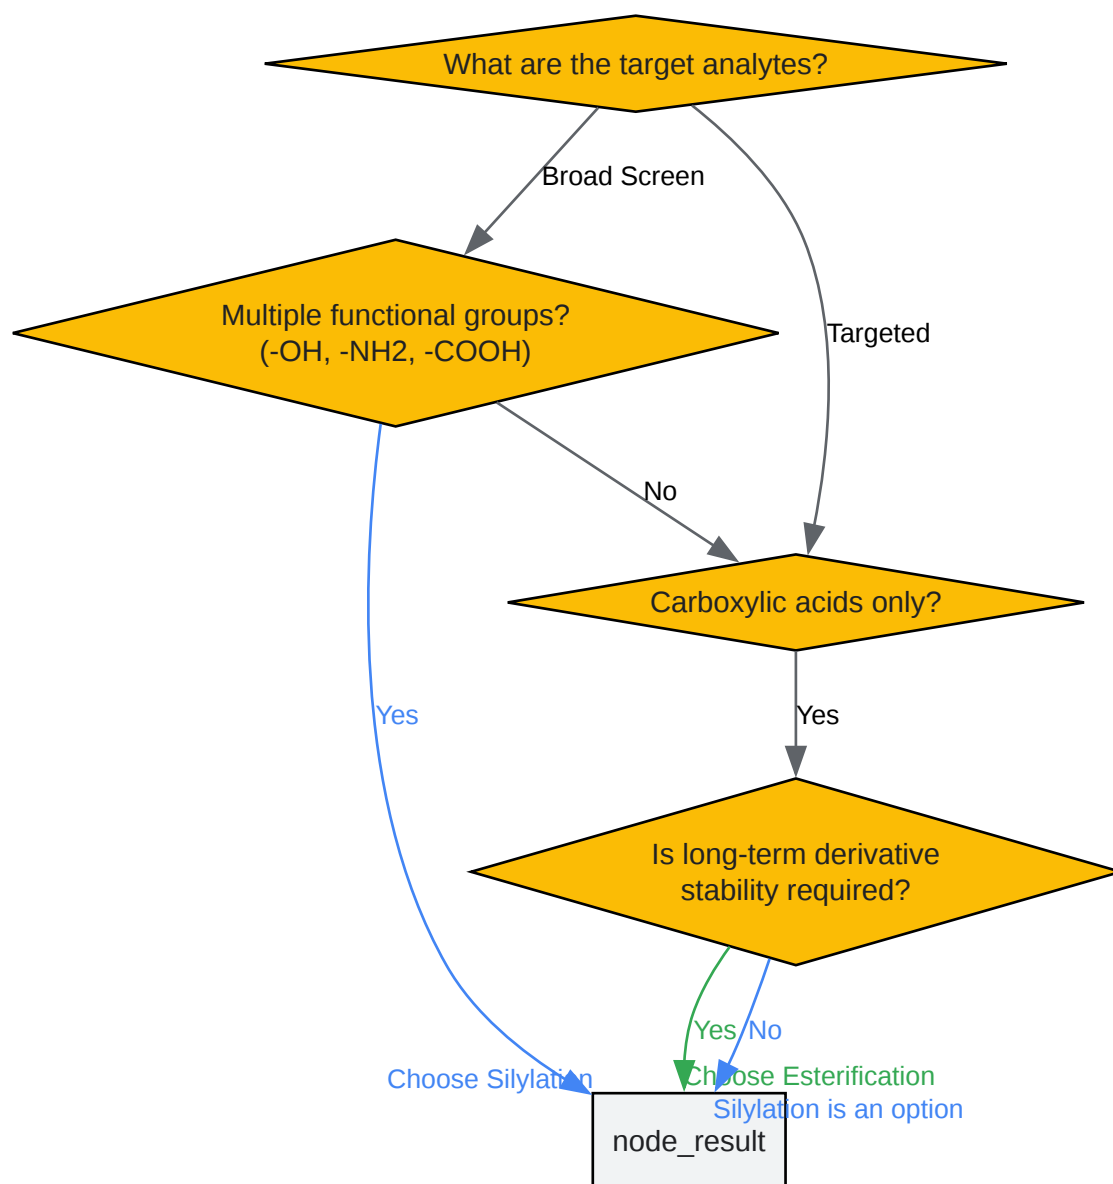 What are the target analytes?
Broad Screen
Multiple functional groups?
(-OH, -NH2, -COOH)
Targeted
No
Carboxylic acids only?
Yes
Yes
Is long-term derivative
stability required?
Yes
No
Choose Silylation
Choose Esterification
Silylation is an option
node_result